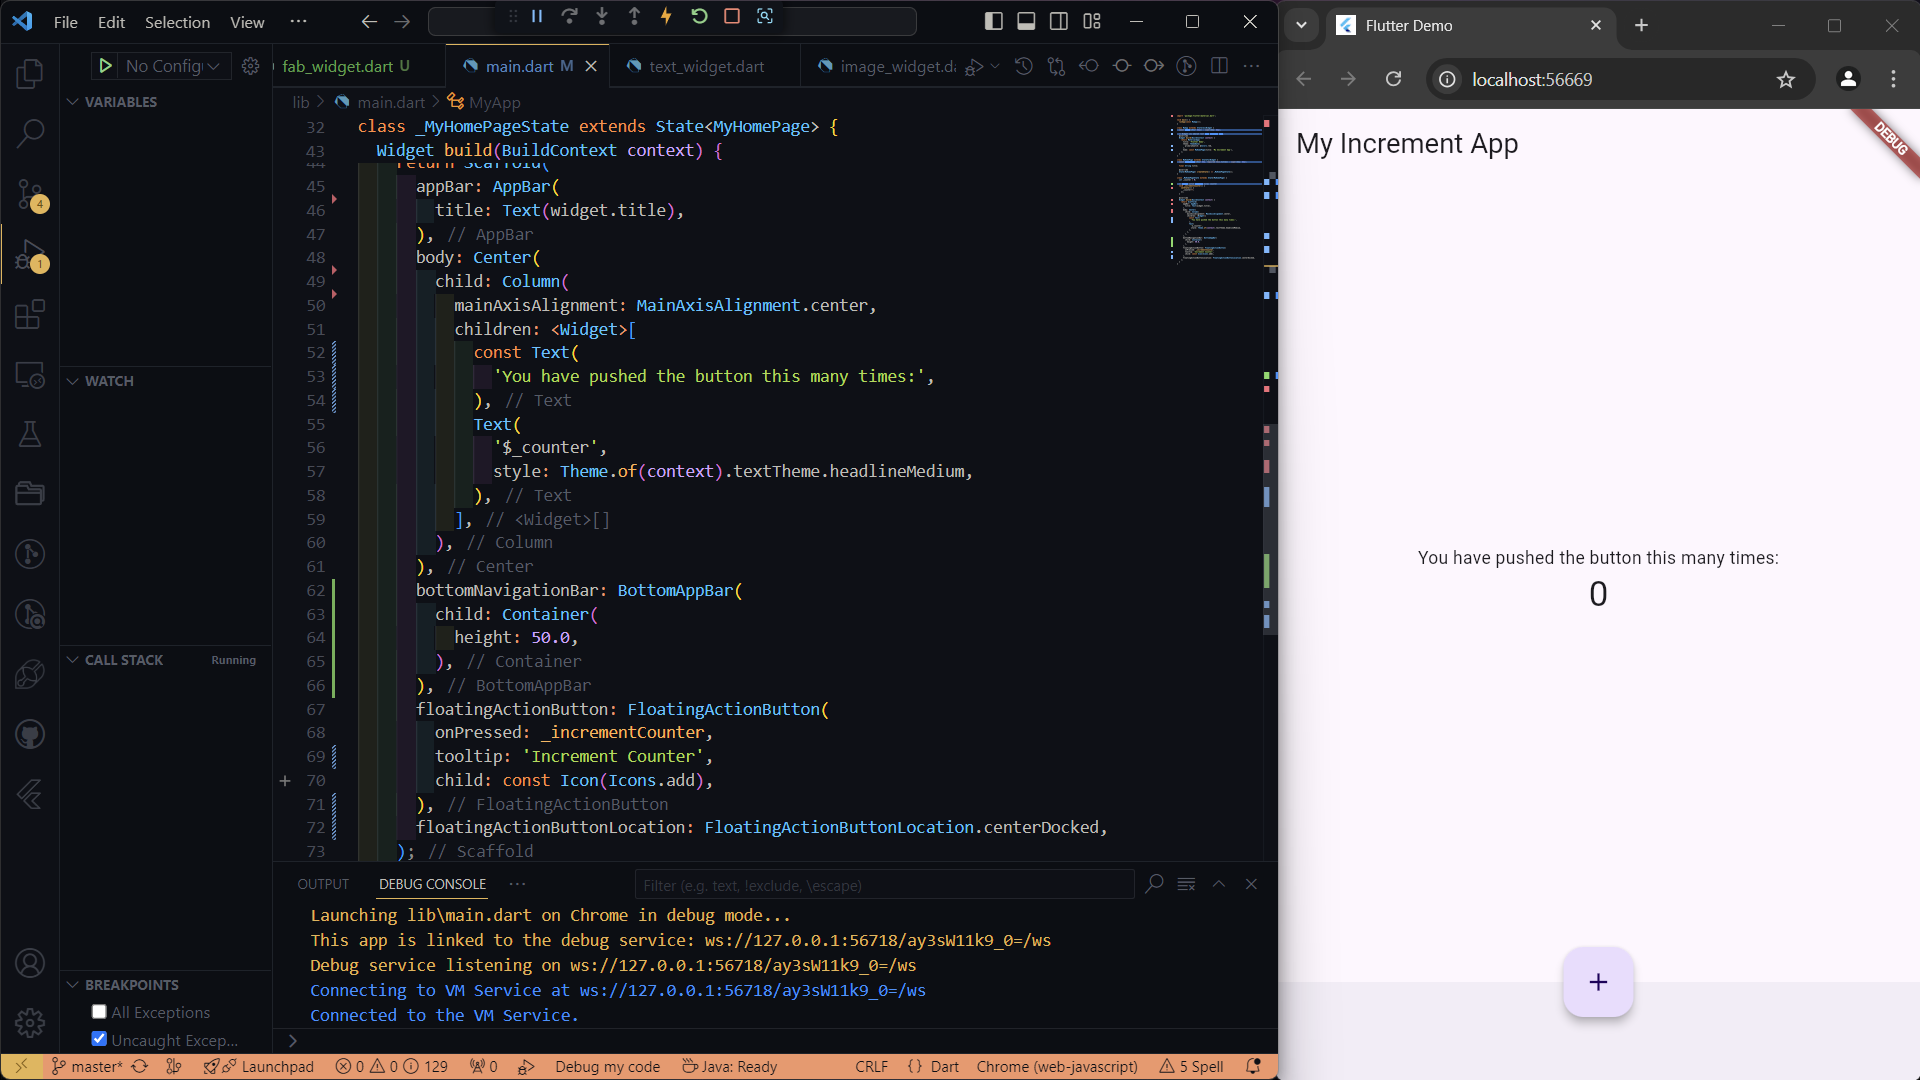 File Edit Selection View ···
No Config
fab_widget.dart U
main.dart M
text_widget.dart
image_widget.da
lib > main.dart > MyApp
VARIABLES
WATCH
CALL STACK Running
BREAKPOINTS
All Exceptions
Uncaught Excep...
32 class _MyHomePageState extends State<MyHomePage> {
43 Widget build(BuildContext context) {
44 return Scaffold(
45 appBar: AppBar(
46 title: Text(widget.title),
47 ), // AppBar
48 body: Center(
49 child: Column(
50 mainAxisAlignment: MainAxisAlignment.center,
51 children: <Widget>[
52 const Text(
53 'You have pushed the button this many times:',
54 ), // Text
55 Text(
56 '$_counter',
57 style: Theme.of(context).textTheme.headlineMedium,
58 ), // Text
59 ], // <Widget>[]
60 ), // Column
61 ), // Center
62 bottomNavigationBar: BottomAppBar(
63 child: Container(
64 height: 50.0,
65 ), // Container
66 ), // BottomAppBar
67 floatingActionButton: FloatingActionButton(
68 onPressed: _incrementCounter,
69 tooltip: 'Increment Counter',
70 child: const Icon(Icons.add),
71 ), // FloatingActionButton
72 floatingActionButtonLocation: FloatingActionButtonLocation.centerDocked,
73 ); // Scaffold
OUTPUT DEBUG CONSOLE ··· Filter (e.g. text, !exclude, \escape)
Launching lib\main.dart on Chrome in debug mode...
This app is linked to the debug service: ws://127.0.0.1:56718/ay3sW11k9_0=/ws
Debug service listening on ws://127.0.0.1:56718/ay3sW11k9_0=/ws
Connecting to VM Service at ws://127.0.0.1:56718/ay3sW11k9_0=/ws
Connected to the VM Service.
4
1
master* Launchpad 0 0 129 0 Debug my code Java: Ready CRLF {} Dart Chrome (web-javascript) 5 Spell
Flutter Demo
localhost:56669
My Increment App
DEBUG
You have pushed the button this many times:
0
+